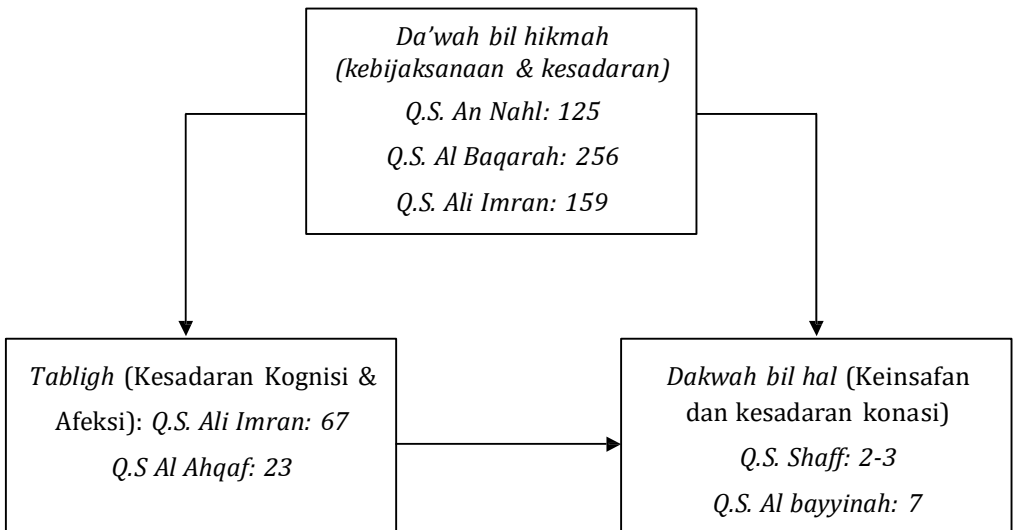 Da’wah bil hikmah
(kebijaksanaan & kesadaran)
Q.S. An Nahl: 125
Q.S. Al Baqarah: 256
Q.S. Ali Imran: 159
Tabligh (Kesadaran Kognisi &
Afeksi): Q.S. Ali Imran: 67
Q.S Al Ahqaf: 23
Dakwah bil hal (Keinsafan
dan kesadaran konasi)
Q.S. Shaff: 2-3
Q.S. Al bayyinah: 7